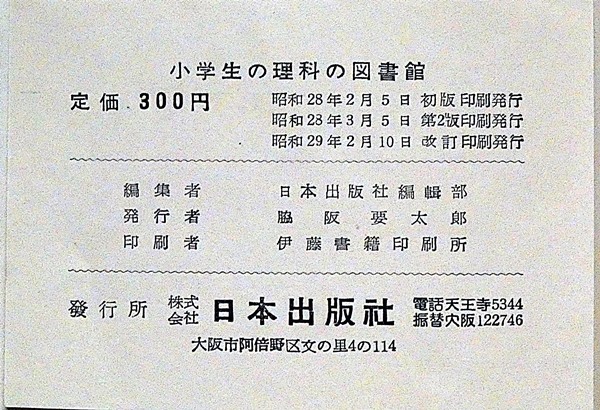 小学生の理科の図書館
定価 300円
昭和28年2月5日 初版印刷発行
昭和28年3月5日 第2版印刷発行
昭和29年2月10日 改訂印刷発行
編集者 日本出版社編輯部
発行者 脇阪要太郎
印刷者 伊藤書籍印刷所
發行所 株式会社 日本出版社 電話天王寺5344
振替大阪122746
大阪市阿倍野区文の里4の114